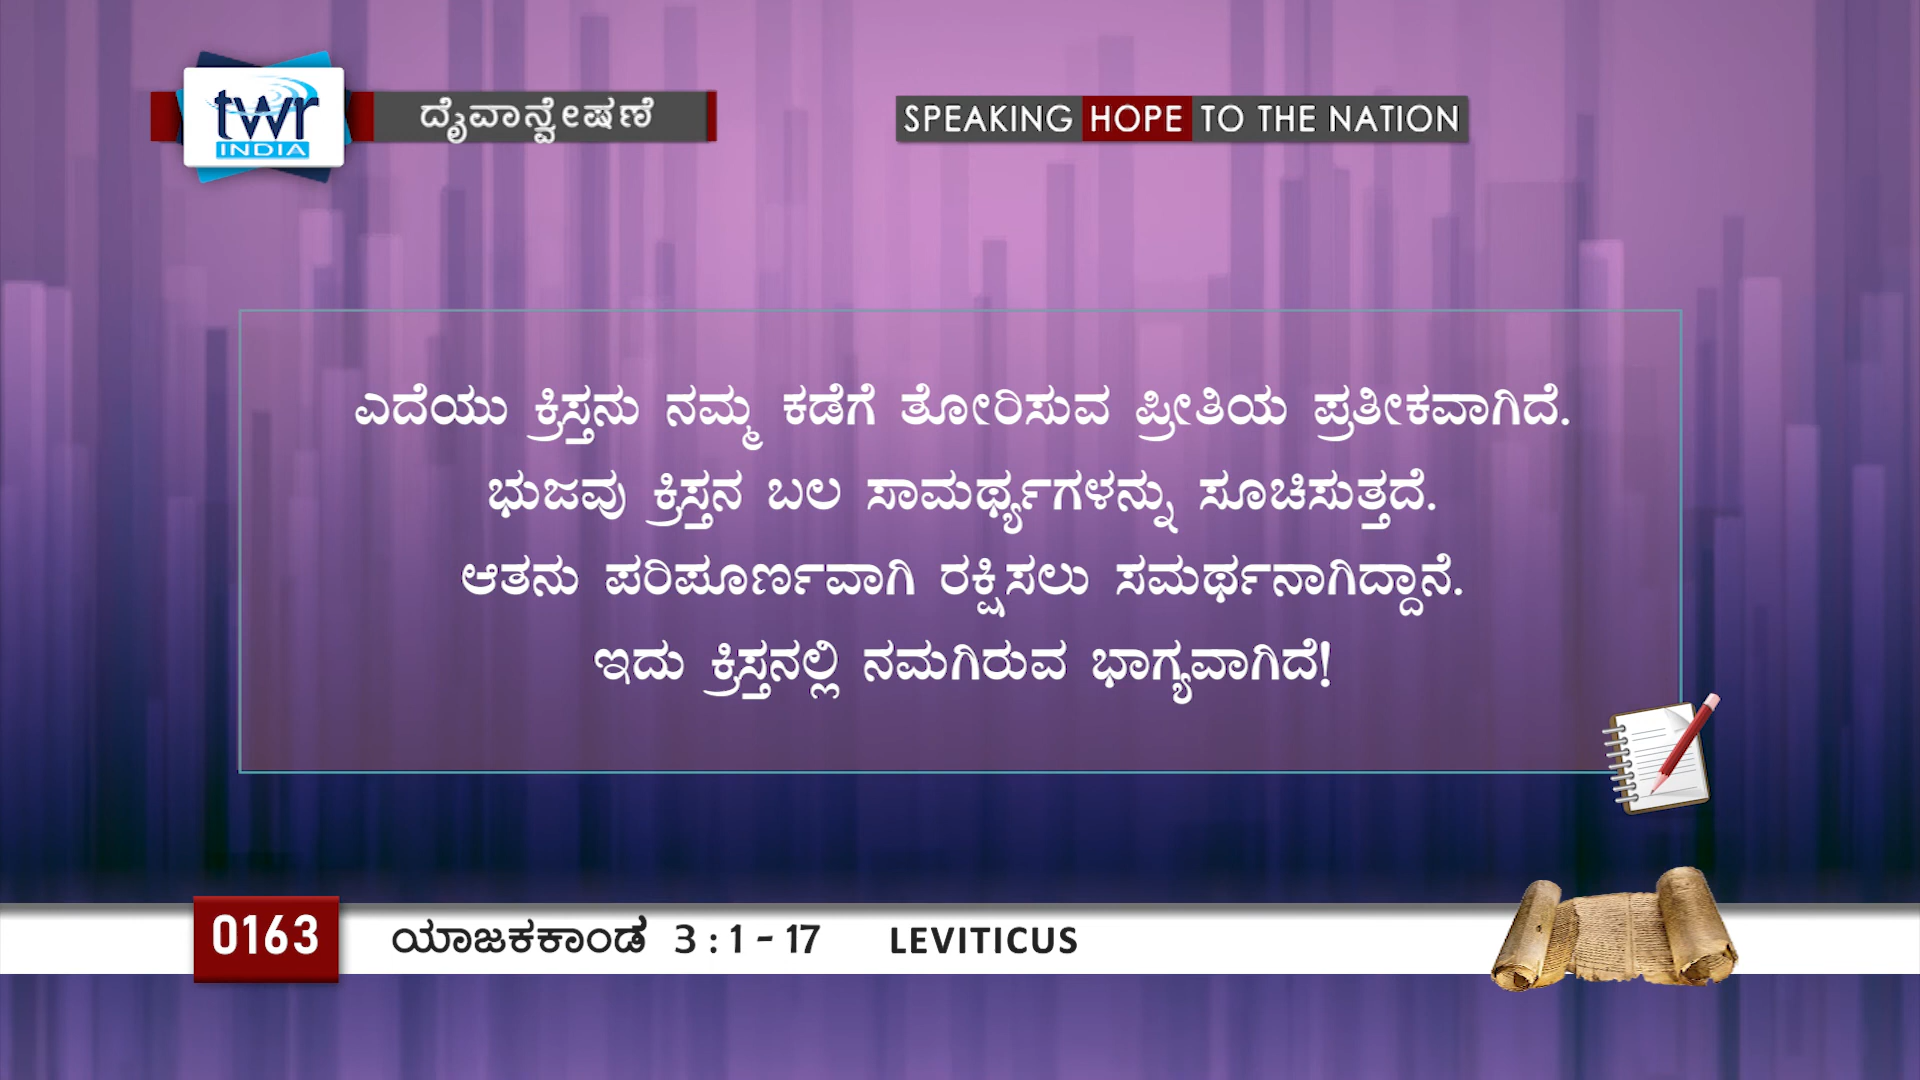 twr
INDIA
ದೈವಾನ್ವೇಷಣೆ
SPEAKING HOPE TO THE NATION
ಎದೆಯು ಕ್ರಿಸ್ತನು ನಮ್ಮ ಕಡೆಗೆ ತೋರಿಸುವ ಪ್ರೀತಿಯ ಪ್ರತೀಕವಾಗಿದೆ.
ಭುಜವು ಕ್ರಿಸ್ತನ ಬಲ ಸಾಮರ್ಥ್ಯಗಳನ್ನು ಸೂಚಿಸುತ್ತದೆ.
ಆತನು ಪರಿಪೂರ್ಣವಾಗಿ ರಕ್ಷಿಸಲು ಸಮರ್ಥನಾಗಿದ್ದಾನೆ.
ಇದು ಕ್ರಿಸ್ತನಲ್ಲಿ ನಮಗಿರುವ ಭಾಗ್ಯವಾಗಿದೆ!
0163 ಯಾಜಕಕಾಂಡ 3 : 1 - 17 LEVITICUS